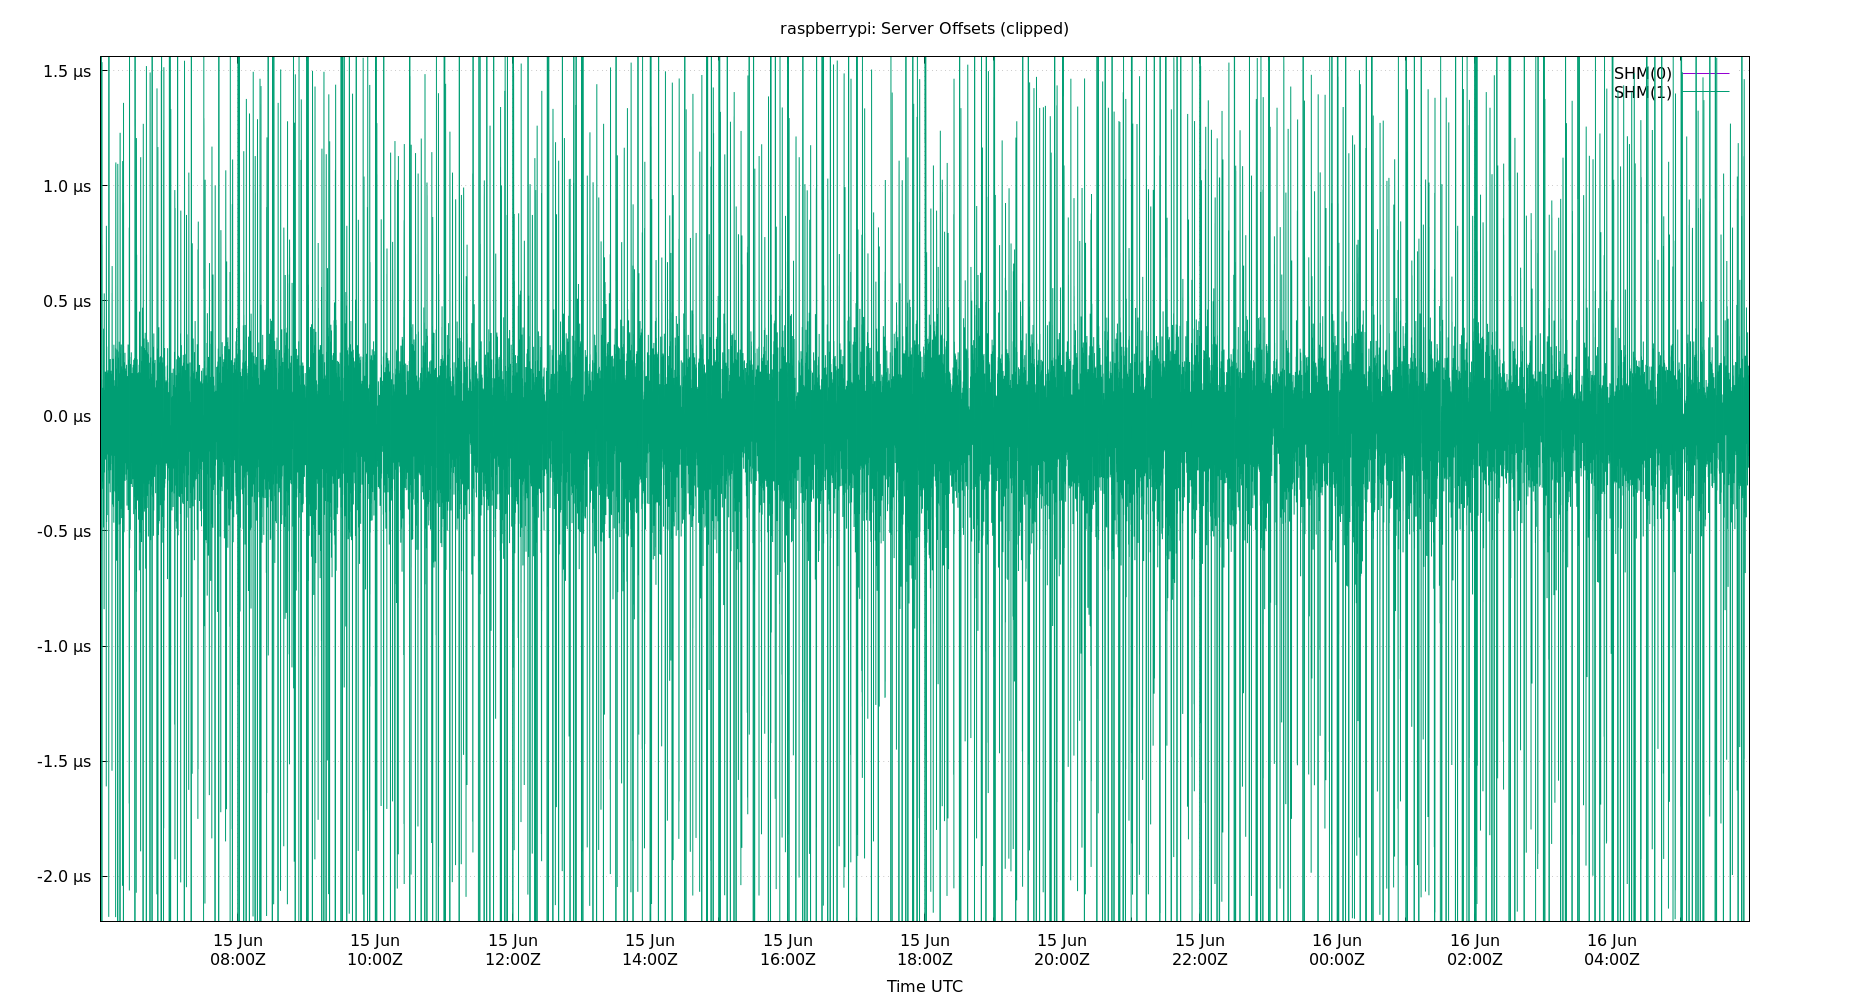 raspberrypi: Server Offsets (clipped)
1.5 µs
1.0 µs
0.5 µs
0.0 µs
-0.5 µs
-1.0 µs
-1.5 µs
-2.0 µs
SHM(0)
SHM(1)
15 Jun 15 Jun 15 Jun 15 Jun 15 Jun 15 Jun 15 Jun 15 Jun 16 Jun 16 Jun 16 Jun
08:00Z 10:00Z 12:00Z 14:00Z 16:00Z 18:00Z 20:00Z 22:00Z 00:00Z 02:00Z 04:00Z
Time UTC